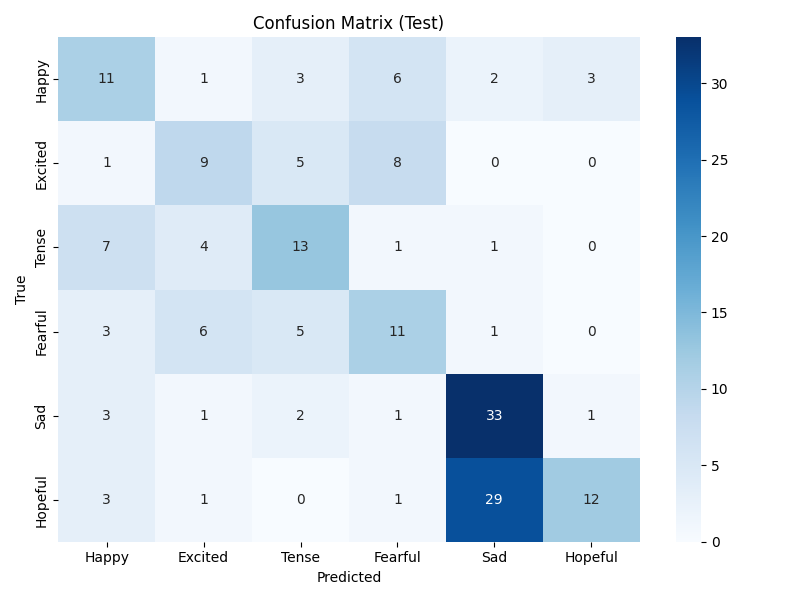 Confusion Matrix (Test)
Happy 11 1 3 6 2 3
Excited 1 9 5 8 0 0
Tense 7 4 13 1 1 0
Fearful 3 6 5 11 1 0
Sad 3 1 2 1 33 1
Hopeful 3 1 0 1 29 12
Happy Excited Tense Fearful Sad Hopeful
Predicted
True
30
25
20
15
10
5
0